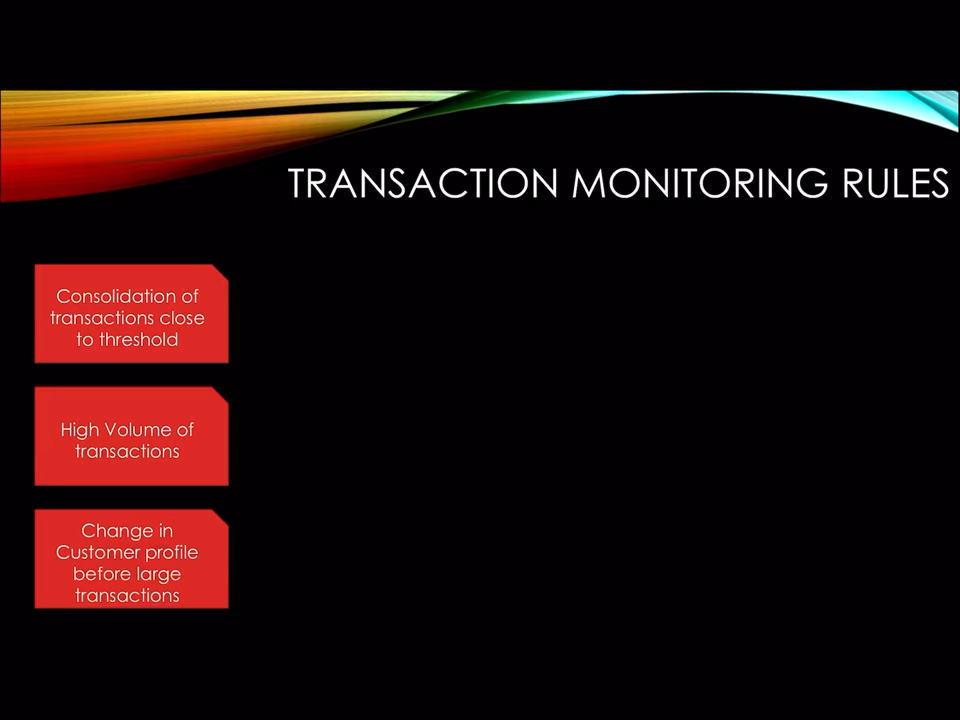 TRANSACTION MONITORING RULES
Consolidation of
transactions close
to threshold
High Volume of
transactions
Change in
Customer profile
before large
transactions